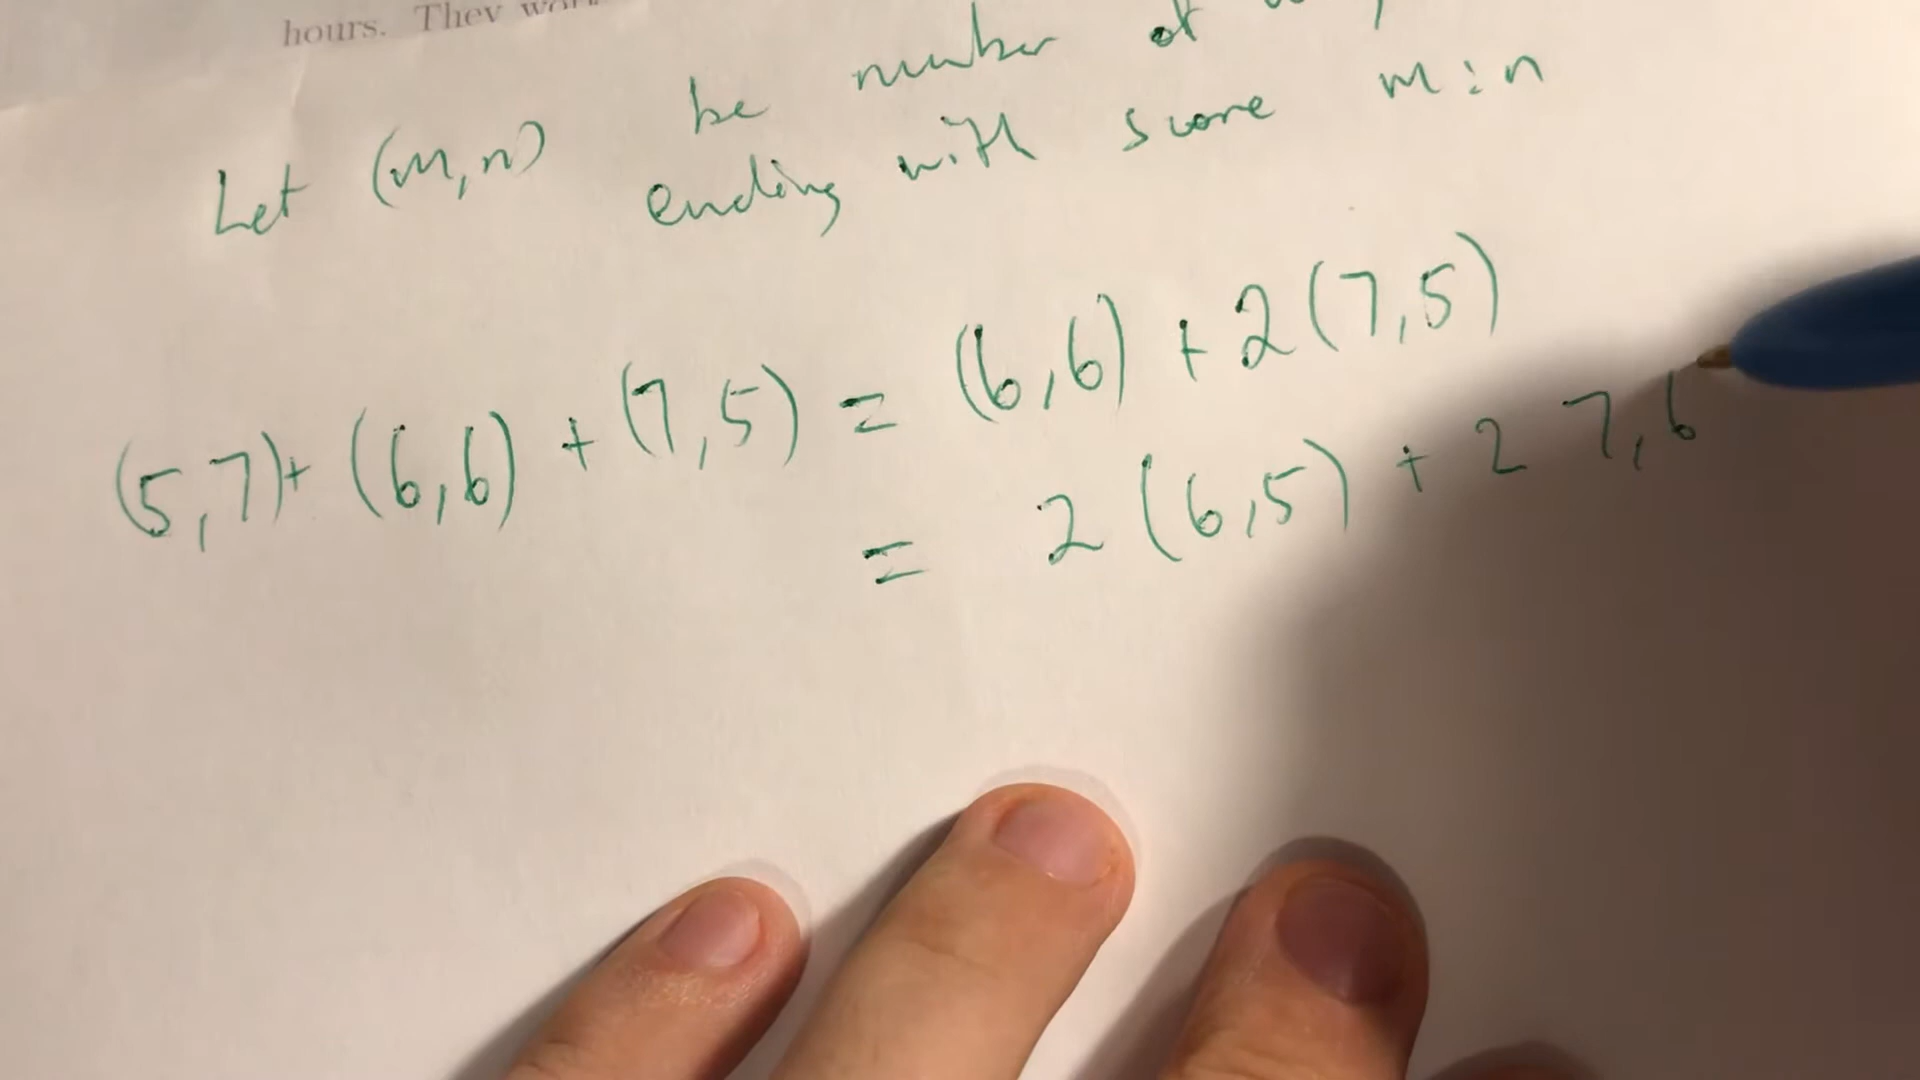 hours. They
Let (m,n) be number of
ending with score m:n
(5,7)+ (6,6) + (7,5) = (6,6) + 2(7,5)
= 2 (6,5) + 2 7,6